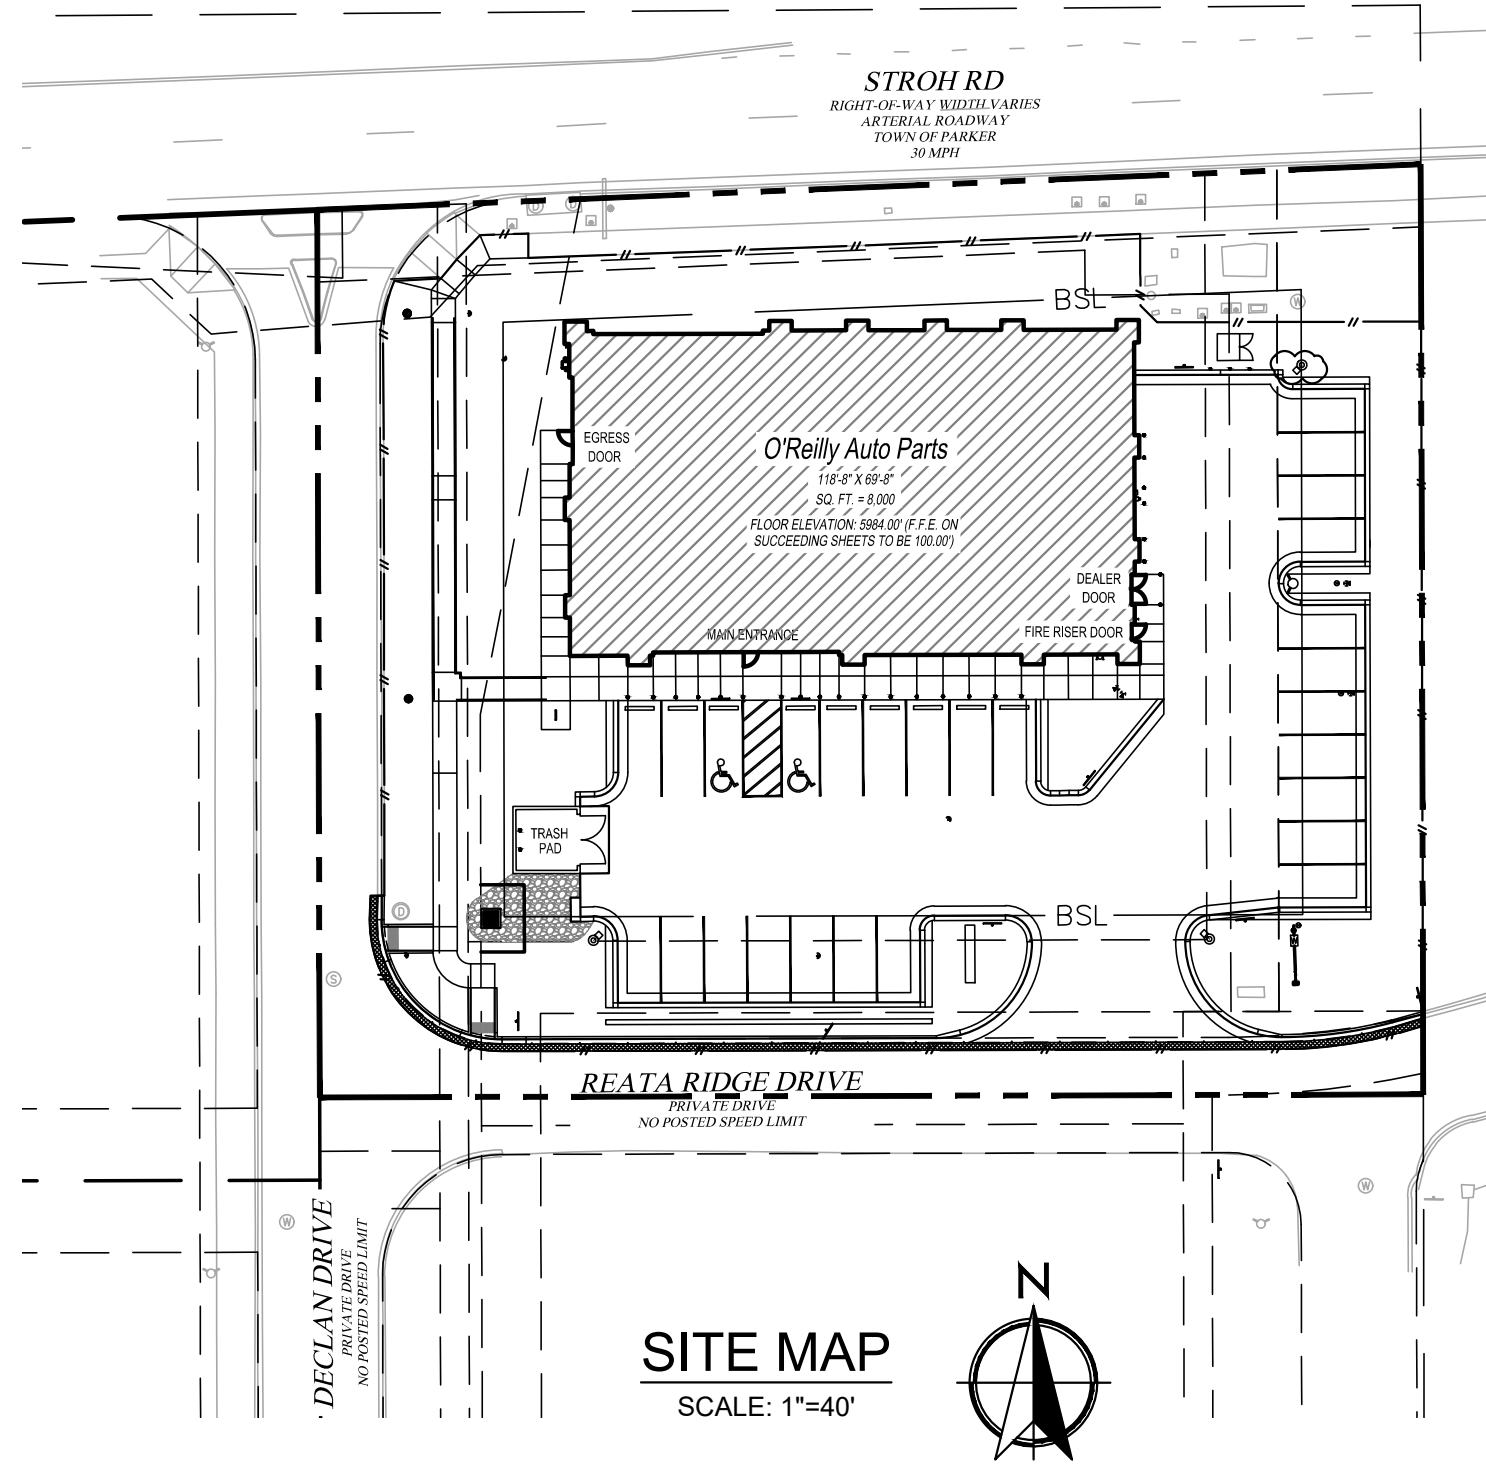 STROH RD
RIGHT-OF-WAY WIDTH VARIES
ARTERIAL ROADWAY
TOWN OF PARKER
30 MPH
D
D
BSL
W
EGRESS
DOOR
O'Reilly Auto Parts
118'-8" X 69'-8"
SQ. FT. = 8,000
FLOOR ELEVATION: 5984.00' (F.F.E. ON
SUCCEEDING SHEETS TO BE 100.00')
DEALER
DOOR
MAIN ENTRANCE
FIRE RISER DOOR
TRASH
PAD
D
BSL
S
REATA RIDGE DRIVE
PRIVATE DRIVE
NO POSTED SPEED LIMIT
W
W
DECLAN DRIVE
PRIVATE DRIVE
NO POSTED SPEED LIMIT
N
SITE MAP
SCALE: 1"=40'